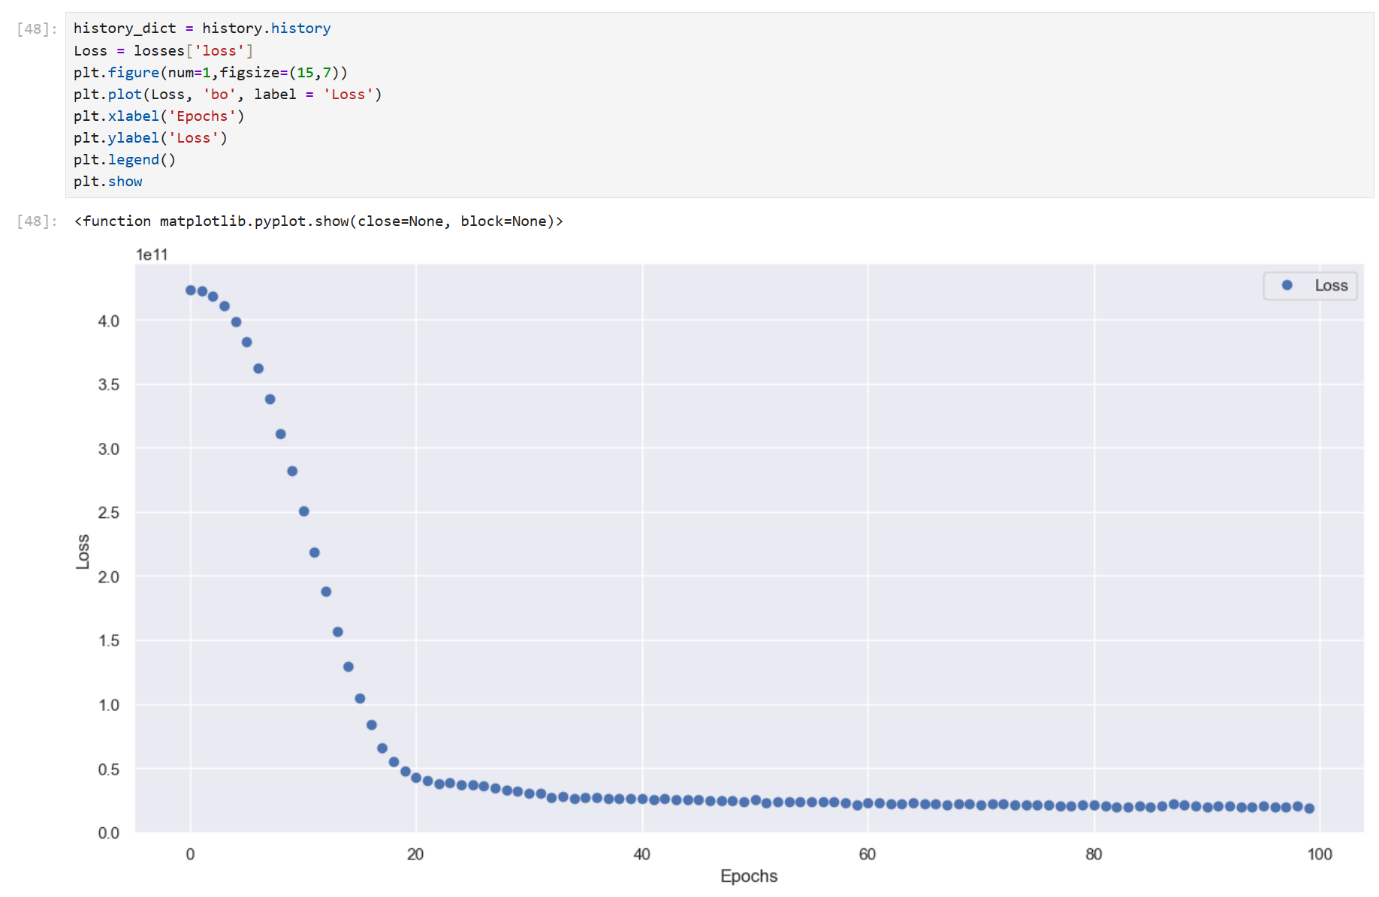 [48]: history_dict = history.history
Loss = losses['loss']
plt.figure(num=1,figsize=(15,7))
plt.plot(Loss, 'bo', label = 'Loss')
plt.xlabel('Epochs')
plt.ylabel('Loss')
plt.legend()
plt.show
[48]: <function matplotlib.pyplot.show(close=None, block=None)>
1e11
Loss
4.0
3.5
3.0
2.5
2.0
1.5
1.0
0.5
0.0
Loss
0 20 40 60 80 100
Epochs